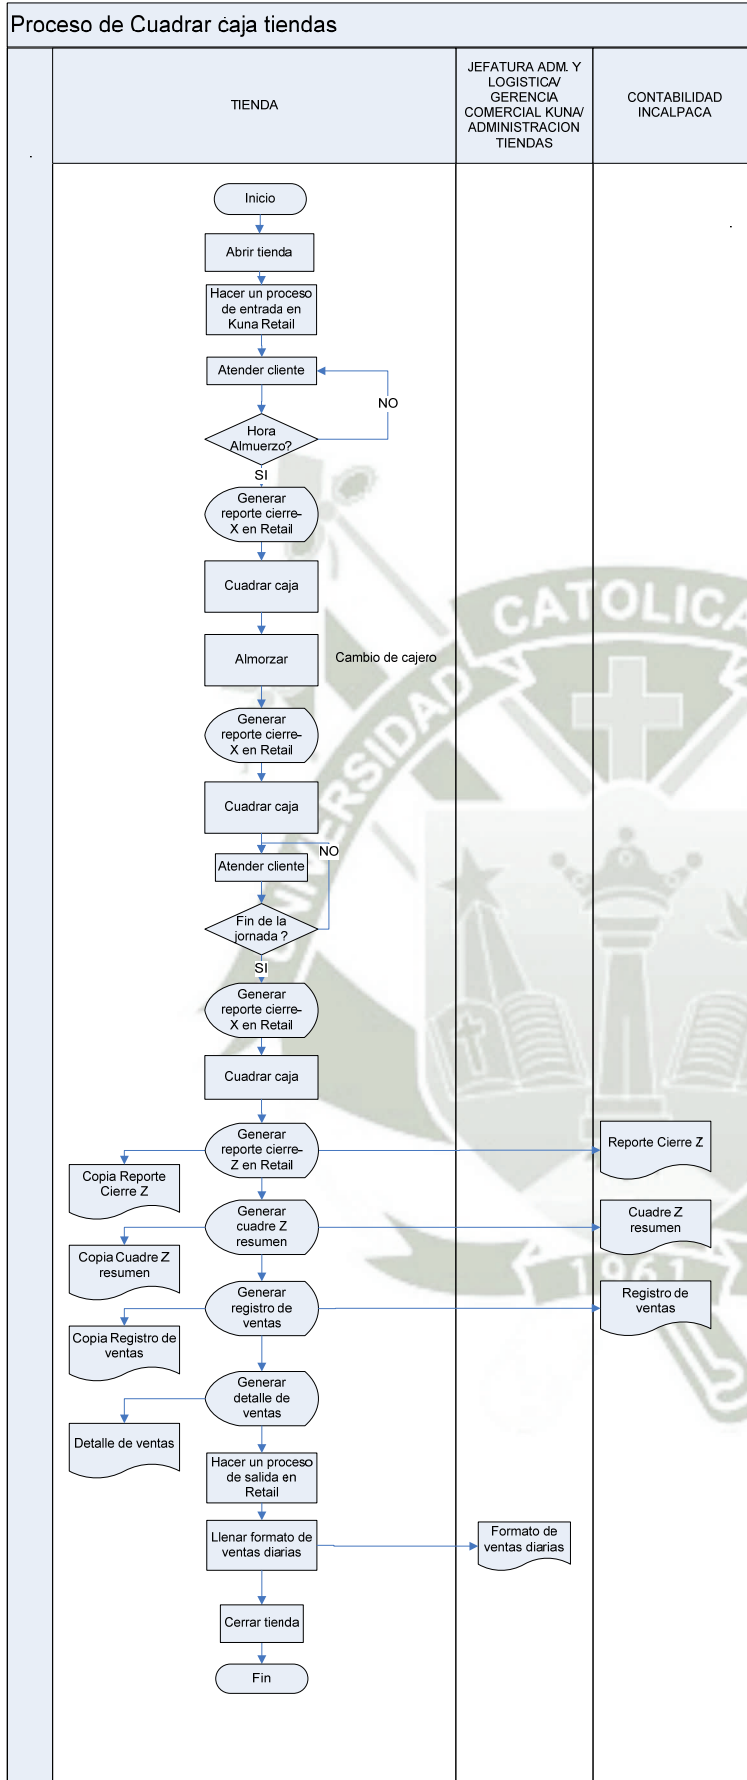 Proceso de Cuadrar caja tiendas
TIENDA
JEFATURA ADM. Y
LOGISTICA/
GERENCIA
COMERCIAL KUNA/
ADMINISTRACION
TIENDAS
CONTABILIDAD
INCALPACA
Inicio
Abrir tienda
Hacer un proceso
de entrada en
Kuna Retail
Atender cliente
NO
Hora
Almuerzo?
SI
Generar
reporte cierre-
X en Retail
Cuadrar caja
Almorzar
Cambio de cajero
Generar
reporte cierre-
X en Retail
Cuadrar caja
NO
Atender cliente
Fin de la
jornada ?
SI
Generar
reporte cierre-
X en Retail
Cuadrar caja
Generar
reporte cierre-
Z en Retail
Reporte Cierre Z
Copia Reporte
Cierre Z
Generar
cuadre Z
resumen
Cuadre Z
resumen
Copia Cuadre Z
resumen
Generar
registro de
ventas
Registro de
ventas
Copia Registro de
ventas
Generar
detalle de
ventas
Detalle de ventas
Hacer un proceso
de salida en
Retail
Llenar formato de
ventas diarias
Formato de
ventas diarias
Cerrar tienda
Fin
UNIVERSIDAD
CATOLICA
1961